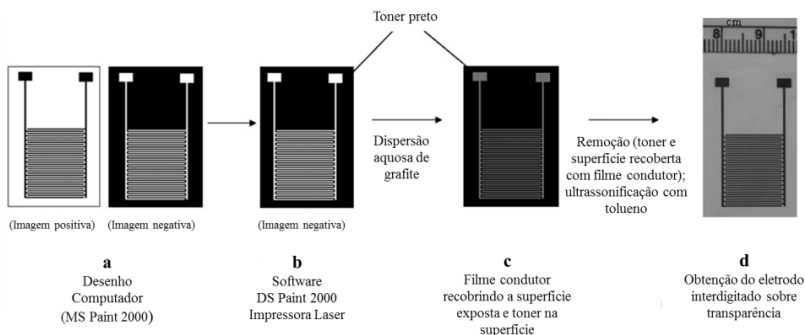 Toner preto
cm
8 9 1
Dispersão
aquosa de
grafite
Remoção (toner e
superfície recoberta
com filme condutor);
ultrassonificação com
tolueno
(Imagem positiva) (Imagem negativa)
(Imagem negativa)
a
Desenho
Computador
(MS Paint 2000)
b
Software
DS Paint 2000
Impressora Laser
c
Filme condutor
recobrindo a superfície
exposta e toner na
superfície
d
Obtenção do eletrodo
interdigitado sobre
transparência